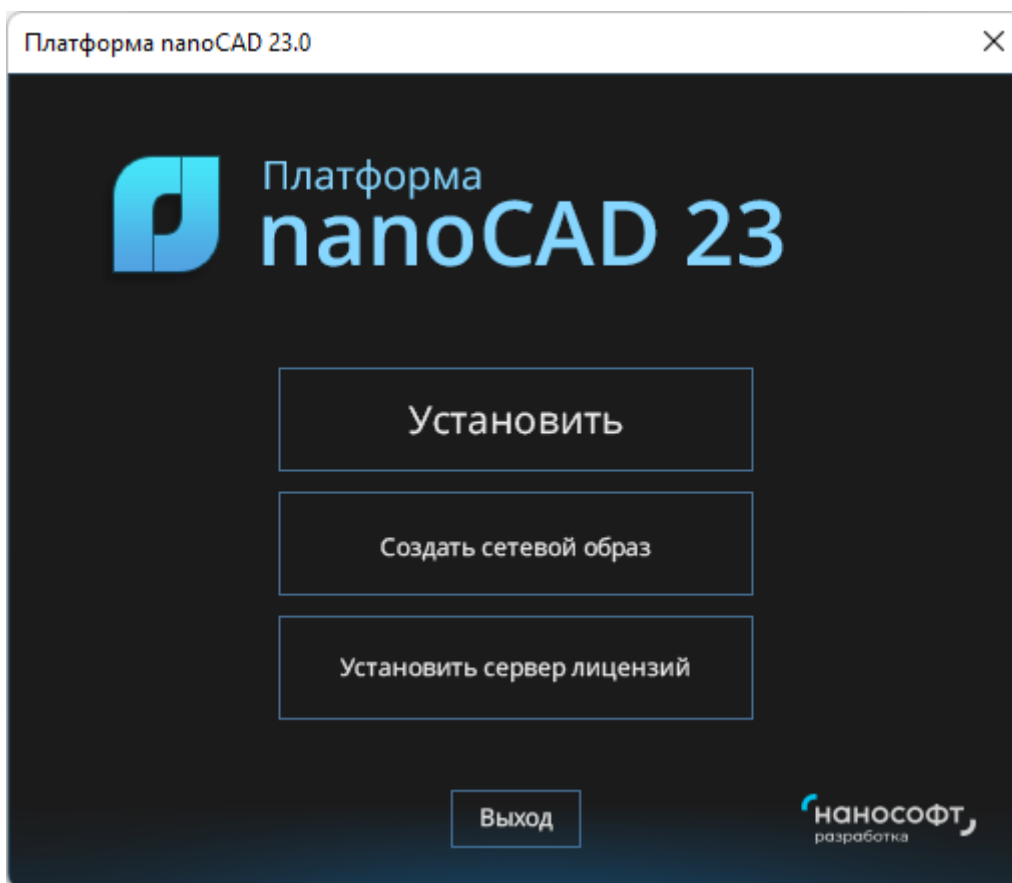 Платформа nanoCAD 23.0
Платформа
nanoCAD 23
Установить
Создать сетевой образ
Установить сервер лицензий
Выход
нанософт
разработка